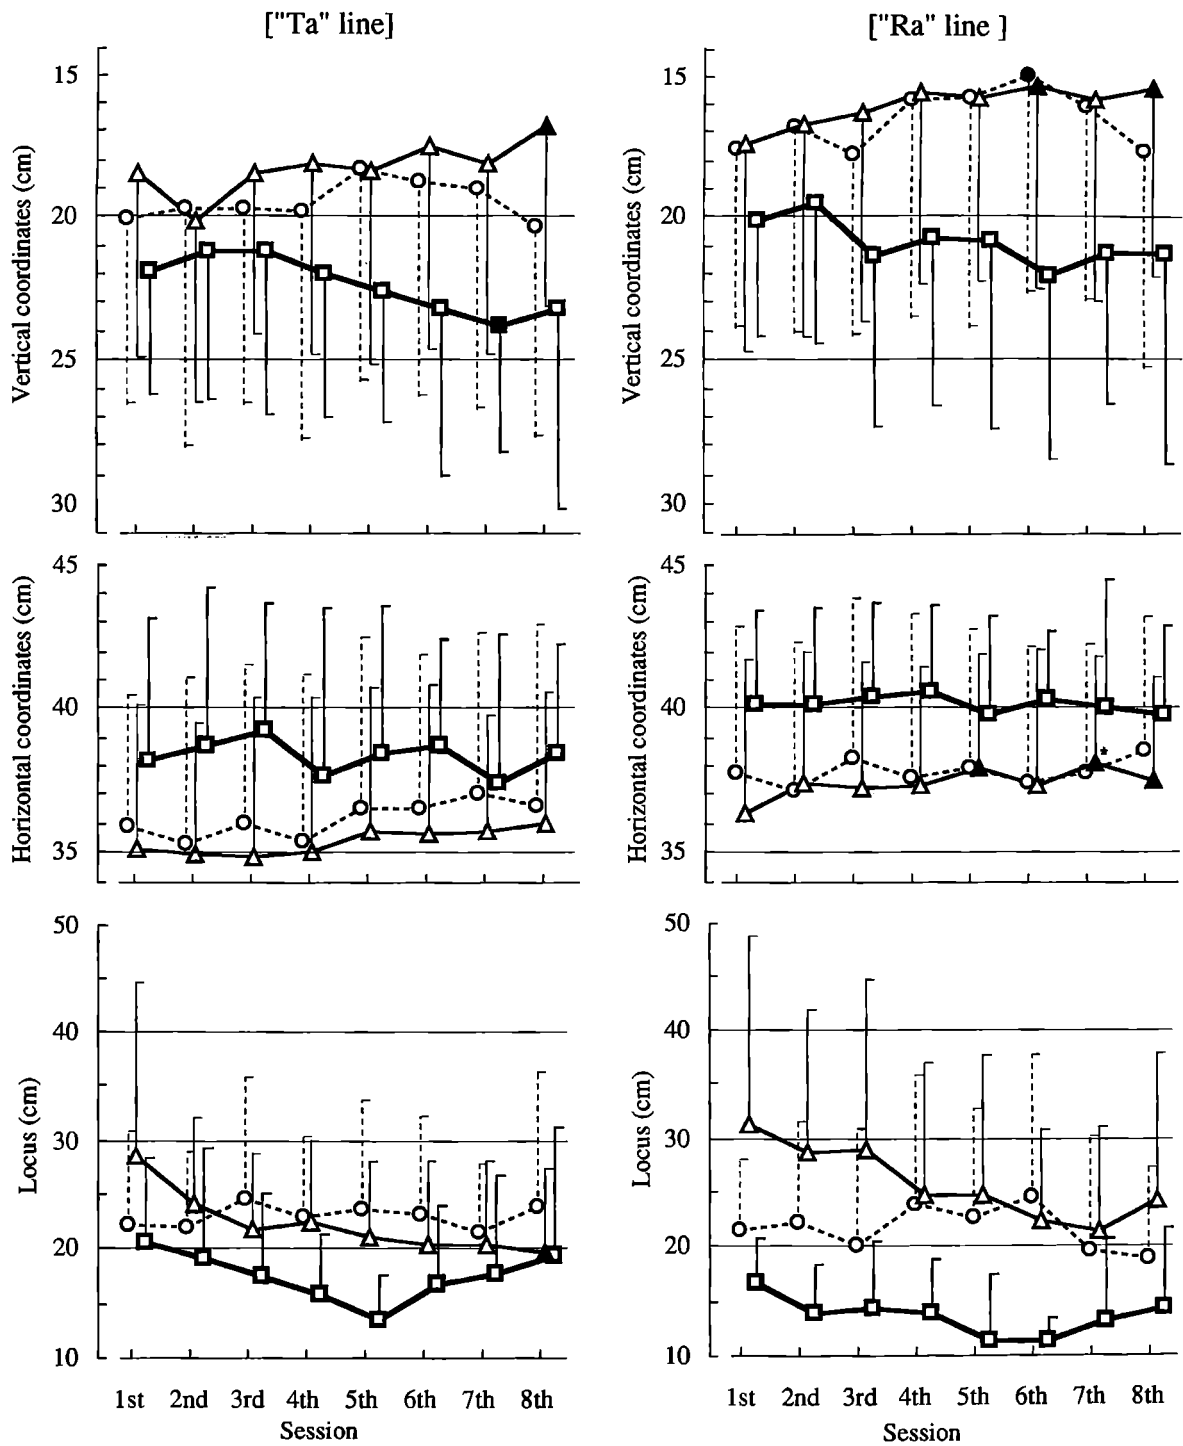 ["Ta" line]
["Ra" line ]
15
20
25
30
Vertical coordinates (cm)
15
20
25
30
Vertical coordinates (cm)
45
40
35
Horizontal coordinates (cm)
45
40
35
Horizontal coordinates (cm)
*
50
40
30
20
10
Locus (cm)
50
40
30
20
10
Locus (cm)
1st 2nd 3rd 4th 5th 6th 7th 8th
Session
1st 2nd 3rd 4th 5th 6th 7th 8th
Session